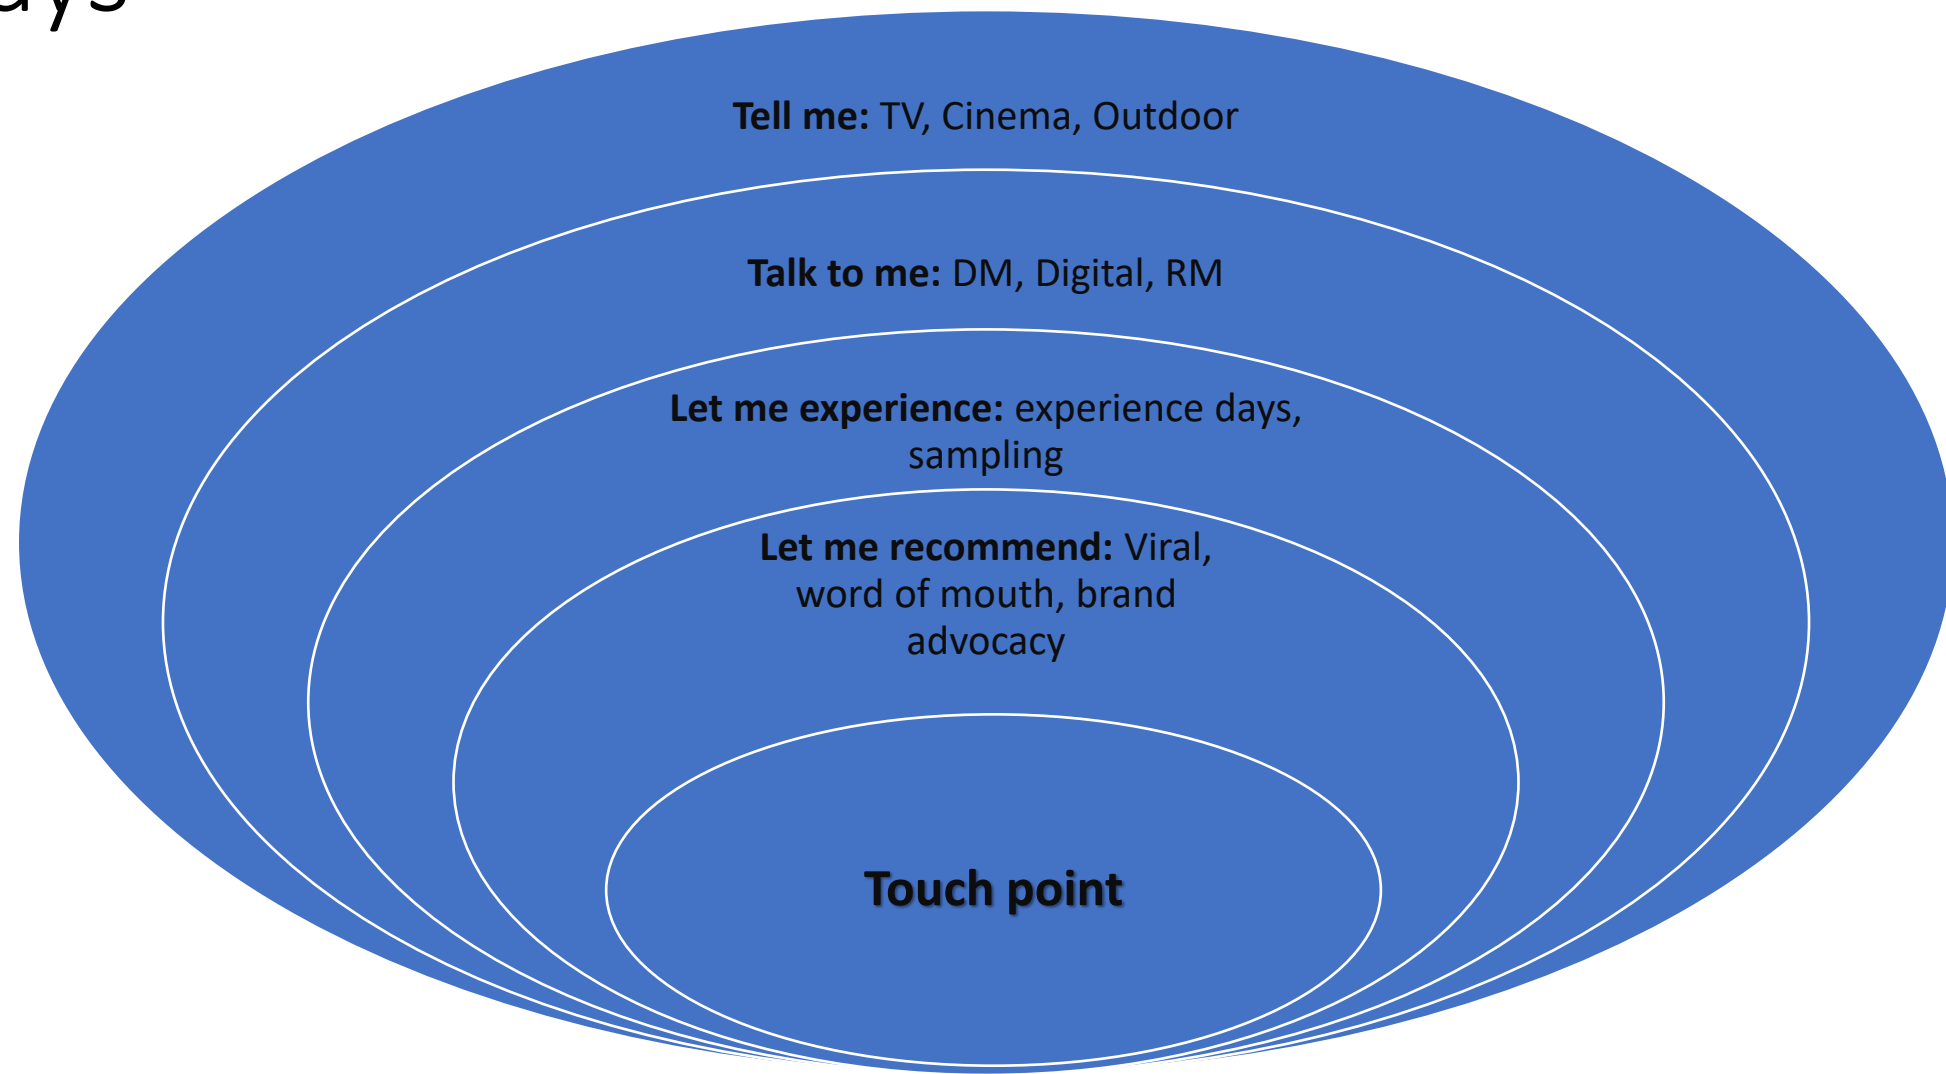 Tell me: TV, Cinema, Outdoor
Talk to me: DM, Digital, RM
Let me experience: experience days,
sampling
Let me recommend: Viral,
word of mouth, brand
advocacy
Touch point